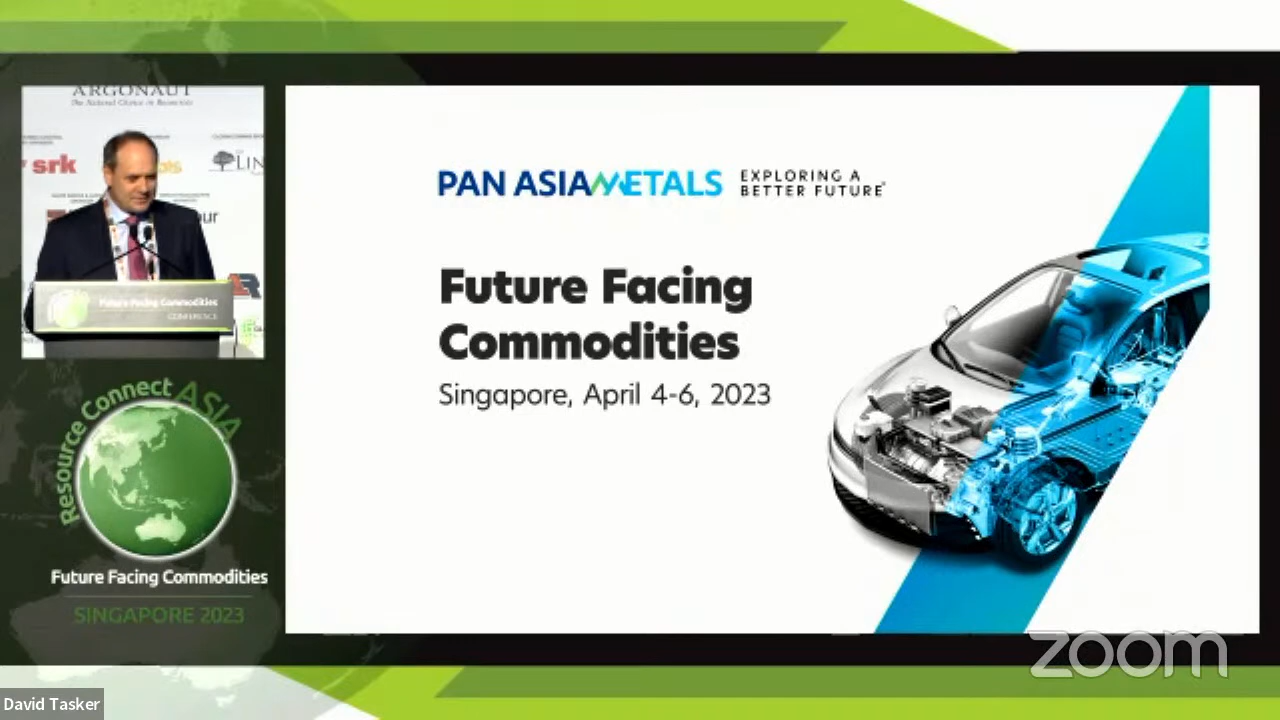 ARGONAUT
srk
PAN ASIA METALS
EXPLORING A
BETTER FUTURE
Future Facing
Commodities
Singapore, April 4-6, 2023
Future Facing Commodities
CONFERENCE
Resource Connect ASIA
Future Facing Commodities
SINGAPORE 2023
zoom
David Tasker